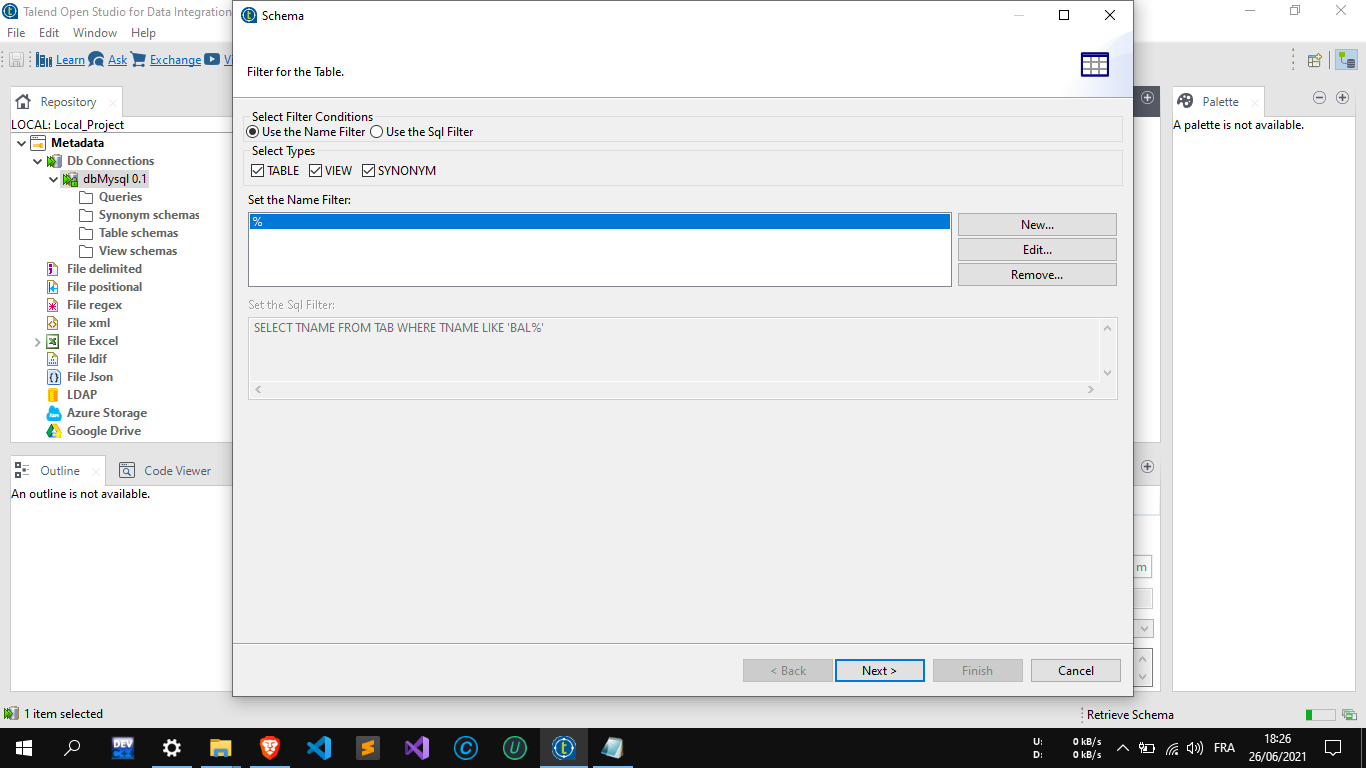 Talend Open Studio for Data Integration
File Edit Window Help
Learn Ask Exchange Vi
Repository
LOCAL: Local_Project
Metadata
Db Connections
dbMysql 0.1
Queries
Synonym schemas
Table schemas
View schemas
File delimited
File positional
File regex
File xml
File Excel
File ldif
File Json
LDAP
Azure Storage
Google Drive
Outline
Code Viewer
An outline is not available.
Schema
Filter for the Table.
Select Filter Conditions
Use the Name Filter Use the Sql Filter
Select Types
TABLE VIEW SYNONYM
Set the Name Filter:
%
New...
Edit...
Remove...
Set the Sql Filter:
SELECT TNAME FROM TAB WHERE TNAME LIKE 'BAL%'
< Back Next > Finish Cancel
Palette
A palette is not available.
m
1 item selected
Retrieve Schema
DEV
U: 0 kB/s
D: 0 kB/s
FRA
18:26
26/06/2021